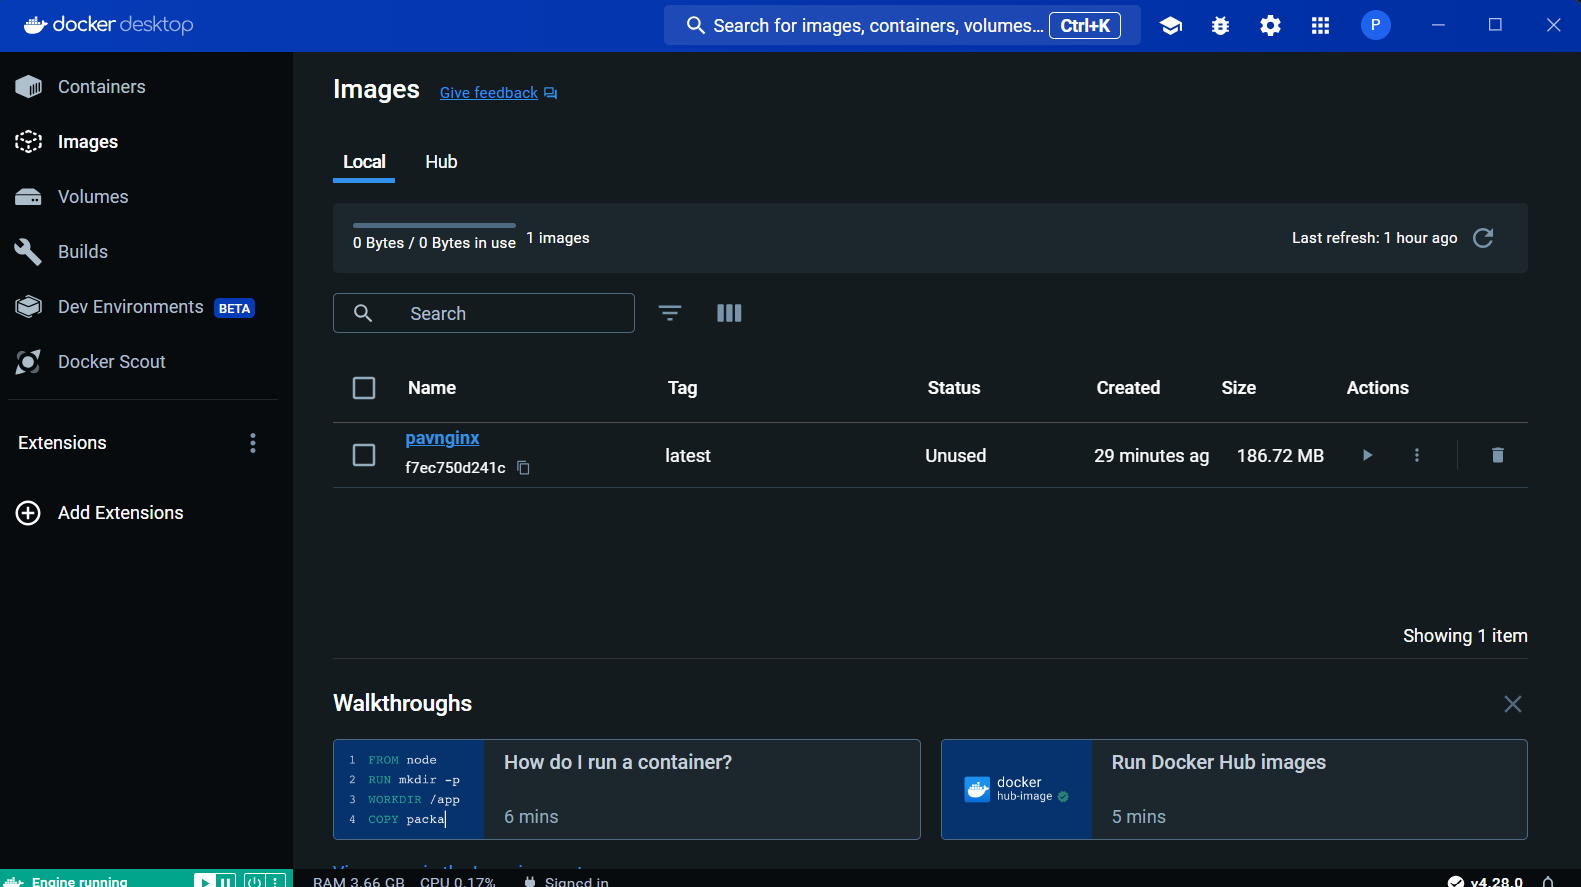 docker desktop
Search for images, containers, volumes... Ctrl+K
P
Containers
Images
Volumes
Builds
Dev Environments BETA
Docker Scout
Extensions
Add Extensions
Images Give feedback
Local Hub
0 Bytes / 0 Bytes in use 1 images
Last refresh: 1 hour ago
Search
Name Tag Status Created Size Actions
pavnginx
f7ec750d241c latest Unused 29 minutes ag 186.72 MB
Showing 1 item
Walkthroughs
1 FROM node
2 RUN mkdir -p
3 WORKDIR /app
4 COPY packa
How do I run a container?
6 mins
docker
hub-image
Run Docker Hub images
5 mins
Engine running RAM 3.66 GB CPU 0.17% Signed in v4.28.0